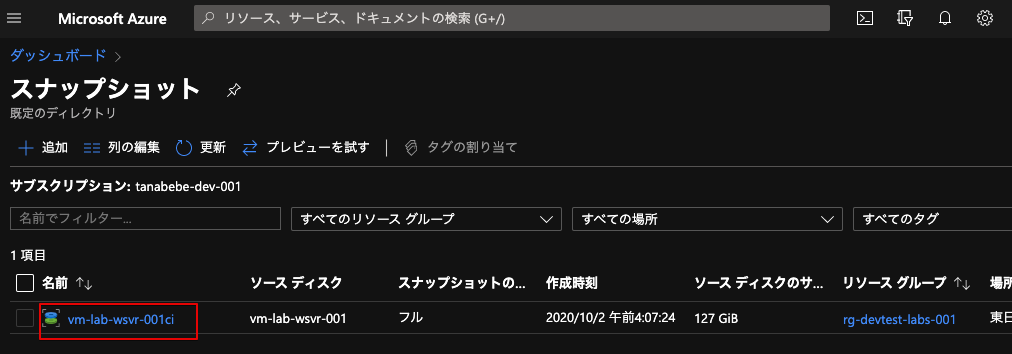 Microsoft Azure
リソース、サービス、ドキュメントの検索 (G+/)
ダッシュボード >
スナップショット
既定のディレクトリ
追加 列の編集 更新 プレビューを試す タグの割り当て
サブスクリプション: tanabebe-dev-001
名前でフィルター... すべてのリソース グループ すべての場所 すべてのタグ
1 項目
名前 ↑↓ ソース ディスク スナップショットの... 作成時刻 ソース ディスクのサ... リソース グループ ↑↓ 場所
vm-lab-wsvr-001ci vm-lab-wsvr-001 フル 2020/10/2 午前4:07:24 127 GiB rg-devtest-labs-001 東日